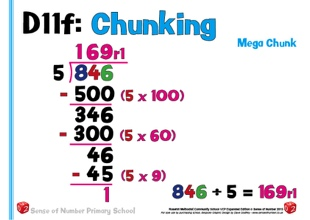 D11f: Chunking
Mega Chunk
169r1
5 846
- 500 (5 x 100)
346
- 300 (5 x 60)
46
- 45 (5 x 9)
1
846 ÷ 5 = 169r1
Sense of Number Primary School